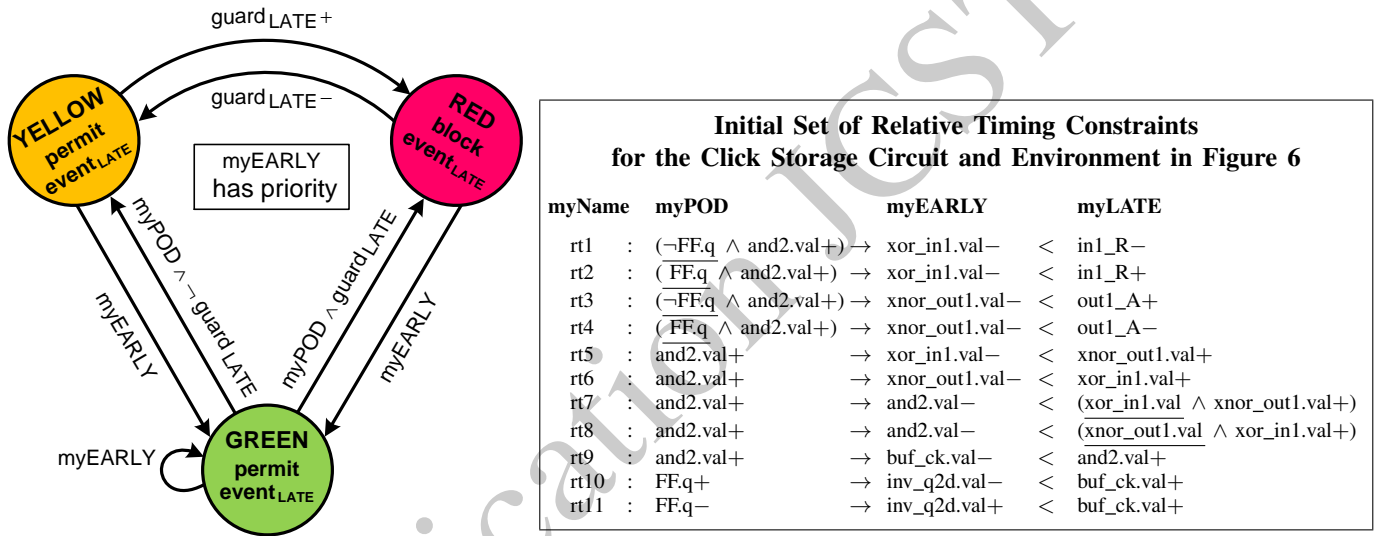 guard LATE +
guard LATE −
YELLOW
permit
event LATE
RED
block
event LATE
myEARLY
has priority
myEARLY
myPOD ∧ ¬ guard LATE
myPOD ∧ guard LATE
myEARLY
myEARLY
GREEN
permit
event LATE
Initial Set of Relative Timing Constraints
for the Click Storage Circuit and Environment in Figure 6
myName myPOD myEARLY myLATE
rt1 : (¬FF.q ∧ and2.val+) → xor_in1.val− < in1_R−
rt2 : ( FF.q ∧ and2.val+) → xor_in1.val− < in1_R+
rt3 : (¬FF.q ∧ and2.val+) → xnor_out1.val− < out1_A+
rt4 : ( FF.q ∧ and2.val+) → xnor_out1.val− < out1_A−
rt5 : and2.val+ → xor_in1.val− < xnor_out1.val+
rt6 : and2.val+ → xnor_out1.val− < xor_in1.val+
rt7 : and2.val+ → and2.val− < (xor_in1.val ∧ xnor_out1.val+)
rt8 : and2.val+ → and2.val− < (xnor_out1.val ∧ xor_in1.val+)
rt9 : and2.val+ → buf_ck.val− < and2.val+
rt10 : FF.q+ → inv_q2d.val− < buf_ck.val+
rt11 : FF.q− → inv_q2d.val+ < buf_ck.val+
ication JCST